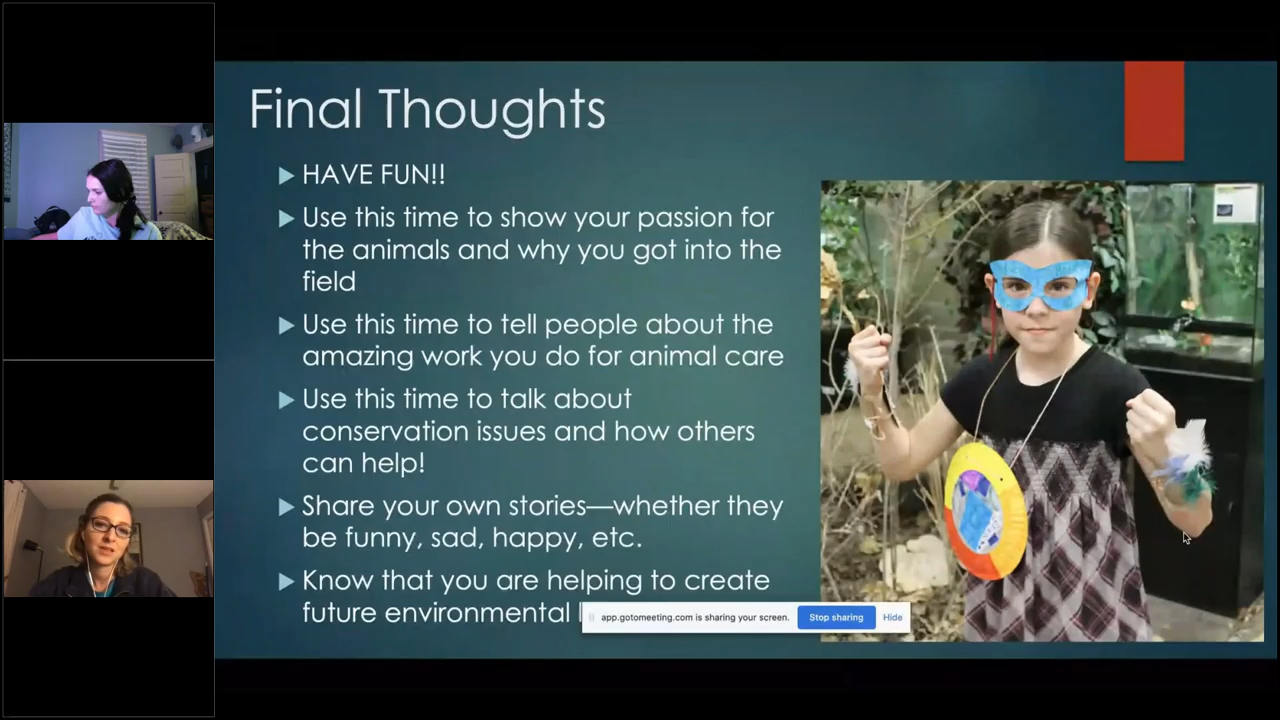 Final Thoughts
HAVE FUN!!
Use this time to show your passion for
the animals and why you got into the
field
Use this time to tell people about the
amazing work you do for animal care
Use this time to talk about
conservation issues and how others
can help!
Share your own stories—whether they
be funny, sad, happy, etc.
Know that you are helping to create
future environmental
app.gotomeeting.com is sharing your screen.
Stop sharing
Hide